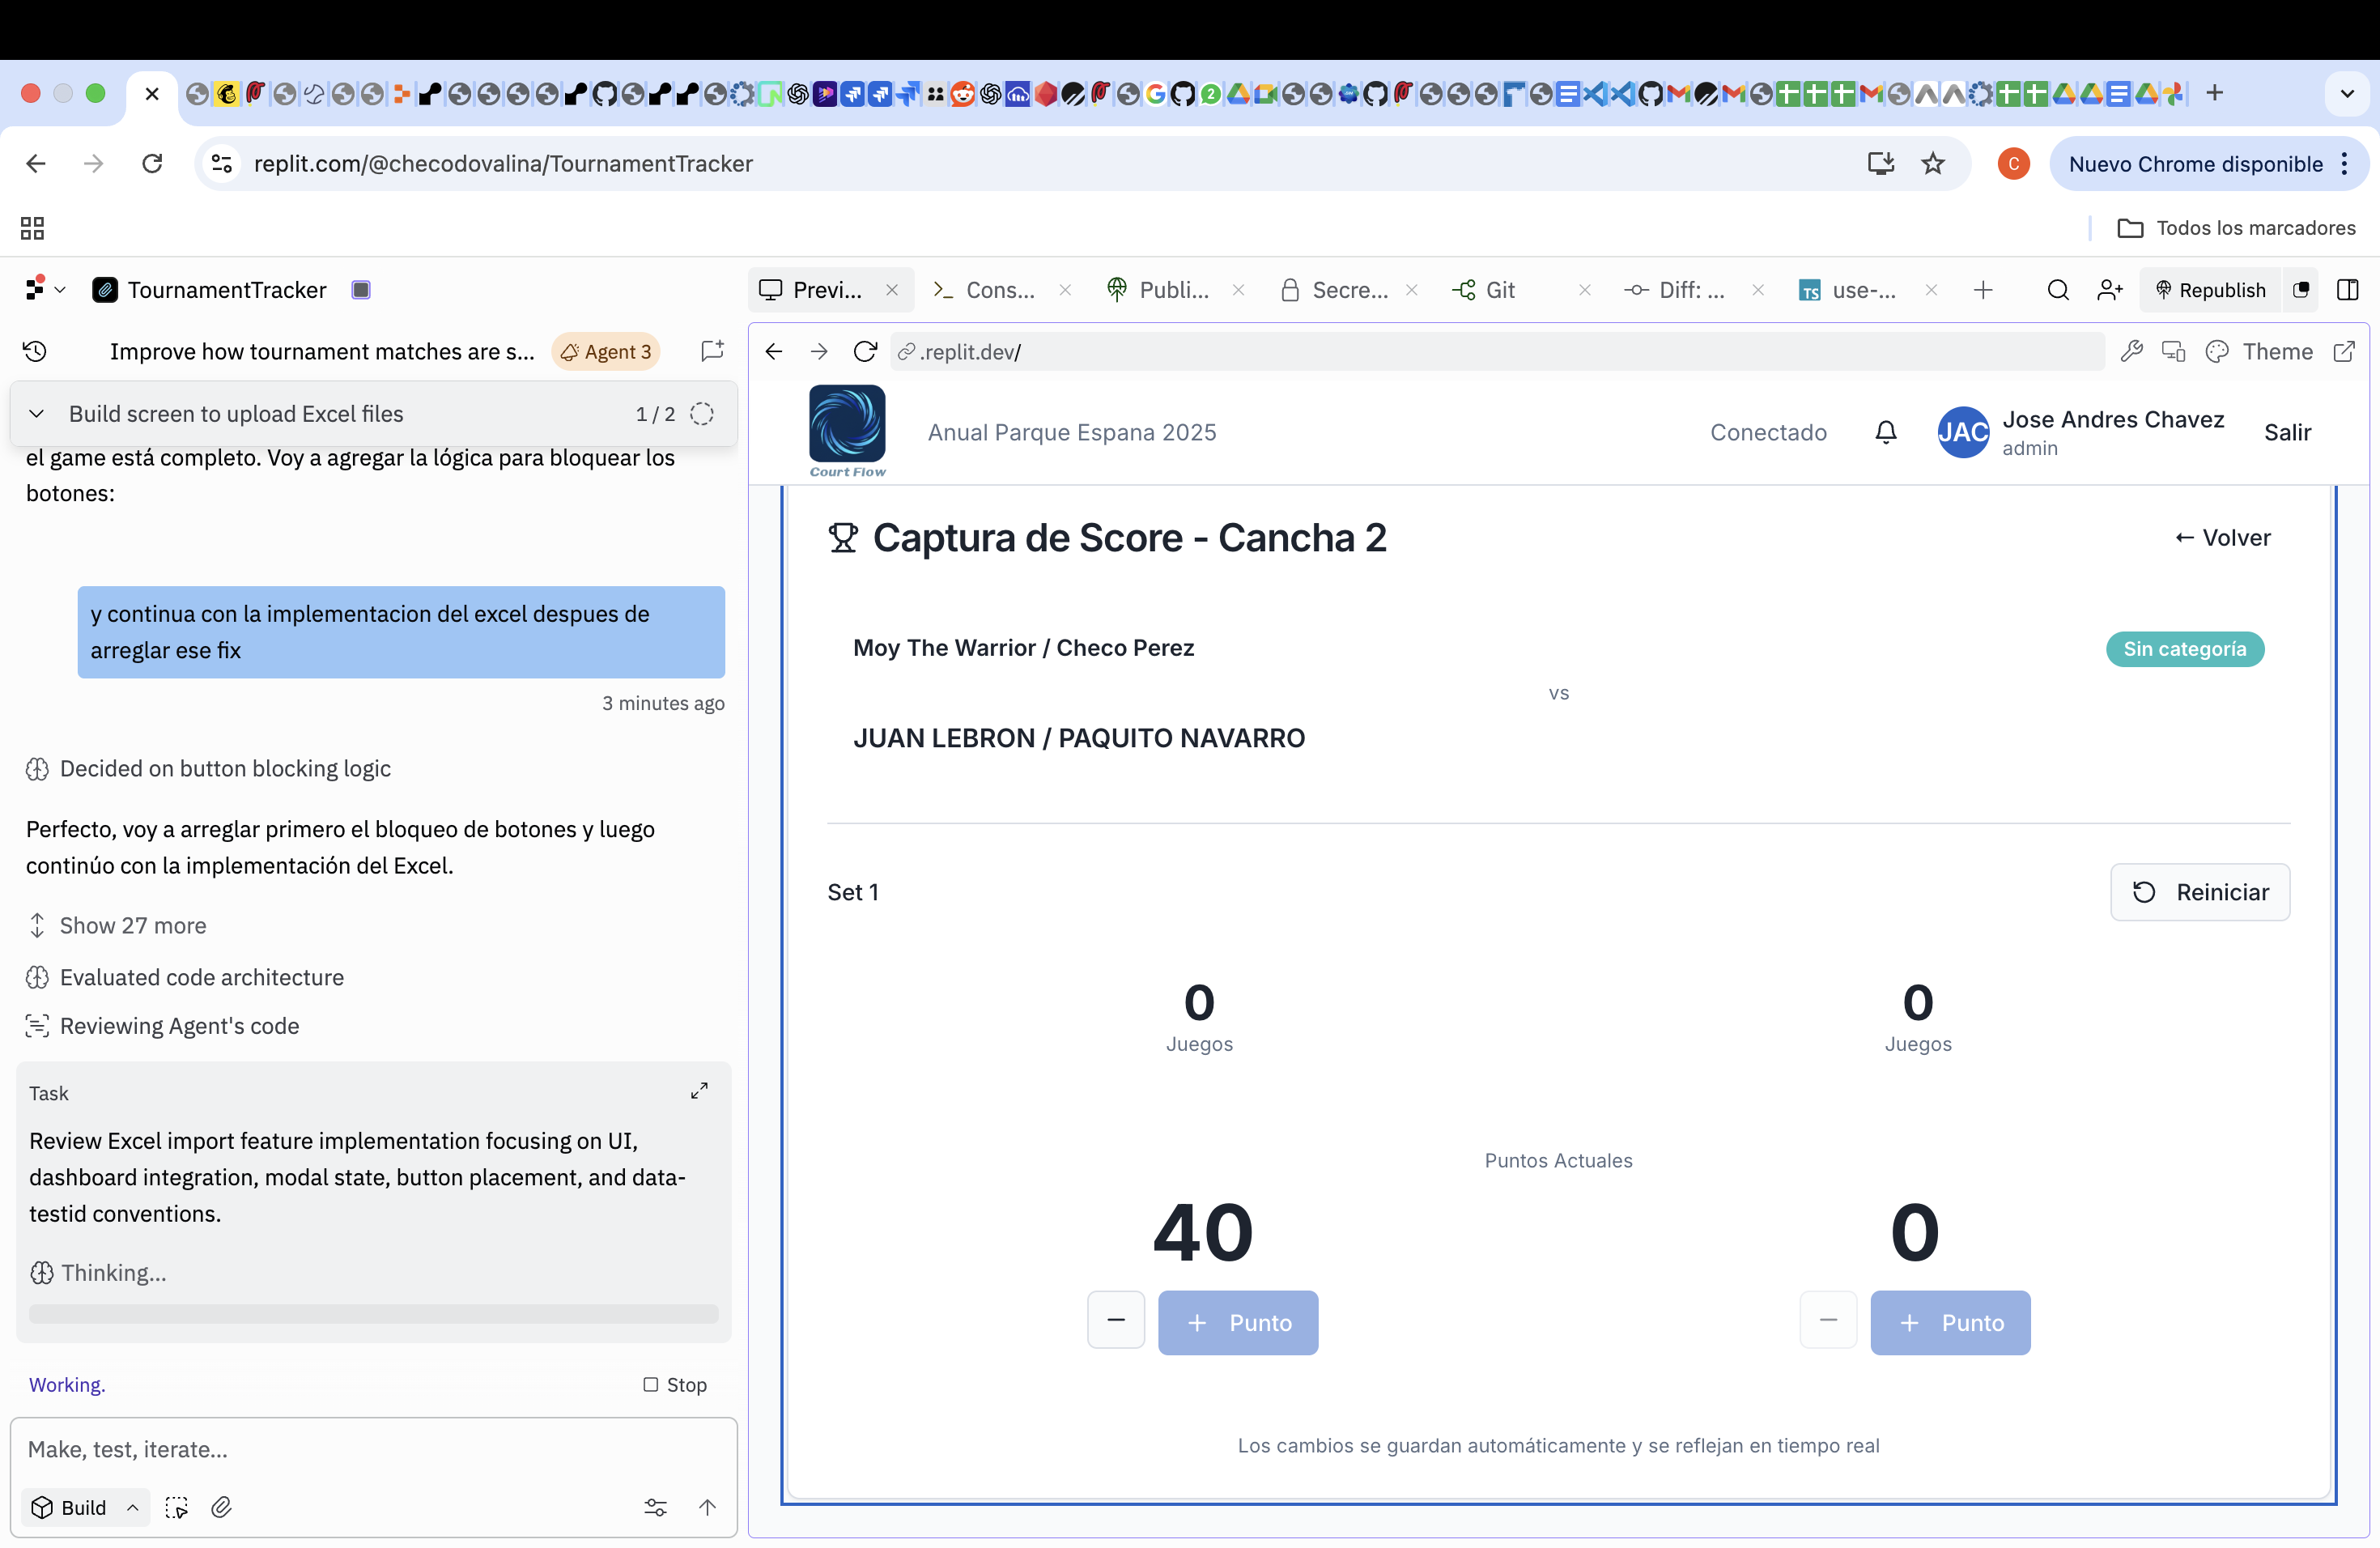 replit.com/@checodovalina/TournamentTracker
C
Nuevo Chrome disponible
Todos los marcadores
TournamentTracker
Previ...
Cons...
Publi...
Secre...
Git
Diff: ...
TS
use-...
Republish
Improve how tournament matches are s...
Agent 3
.replit.dev/
Theme
Build screen to upload Excel files
1 / 2
el game está completo. Voy a agregar la lógica para bloquear los
botones:
y continua con la implementacion del excel despues de
arreglar ese fix
3 minutes ago
Decided on button blocking logic
Perfecto, voy a arreglar primero el bloqueo de botones y luego
continúo con la implementación del Excel.
Show 27 more
Evaluated code architecture
Reviewing Agent's code
Task
Review Excel import feature implementation focusing on UI,
dashboard integration, modal state, button placement, and data-
testid conventions.
Thinking...
Working.
Stop
Make, test, iterate...
Build
Court Flow
Anual Parque Espana 2025
Conectado
JAC
Jose Andres Chavez
admin
Salir
Captura de Score - Cancha 2
← Volver
Moy The Warrior / Checo Perez
Sin categoría
vs
JUAN LEBRON / PAQUITO NAVARRO
Set 1
Reiniciar
0
Juegos
0
Juegos
Puntos Actuales
40
0
− + Punto
− + Punto
Los cambios se guardan automáticamente y se reflejan en tiempo real